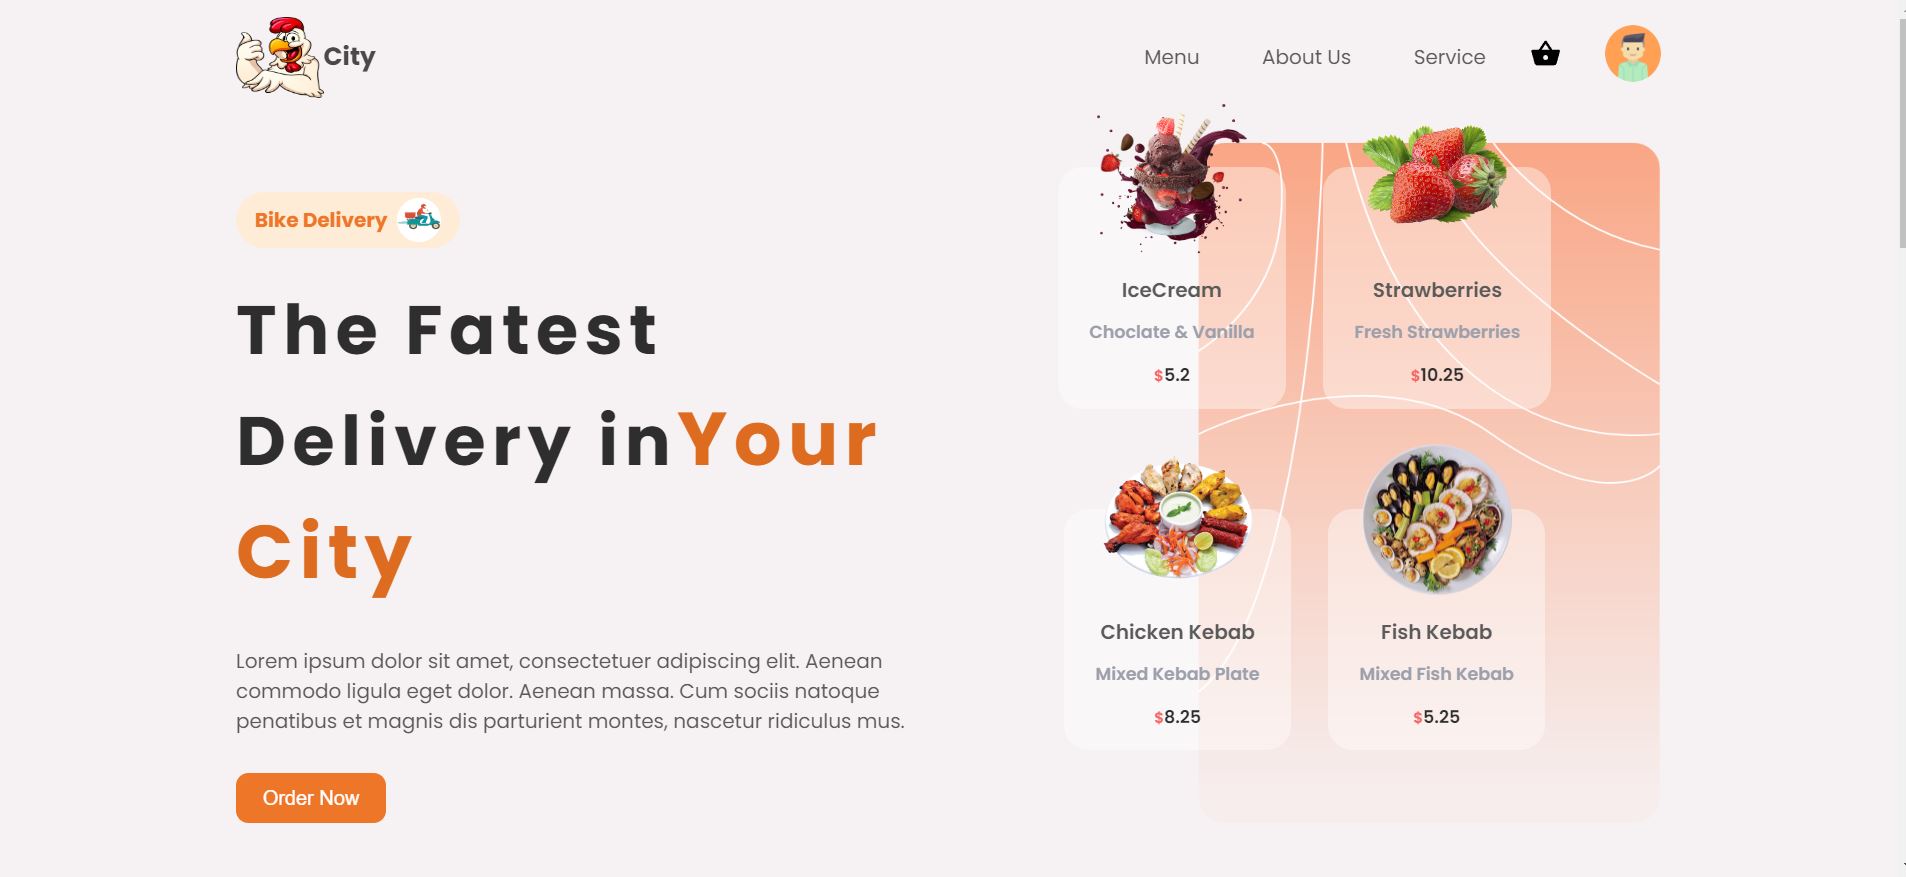 City
Menu
About Us
Service
Bike Delivery
The Fatest
Delivery inYour
City
Lorem ipsum dolor sit amet, consectetuer adipiscing elit. Aenean
commodo ligula eget dolor. Aenean massa. Cum sociis natoque
penatibus et magnis dis parturient montes, nascetur ridiculus mus.
Order Now
IceCream
Choclate & Vanilla
$5.2
Strawberries
Fresh Strawberries
$10.25
Chicken Kebab
Mixed Kebab Plate
$8.25
Fish Kebab
Mixed Fish Kebab
$5.25